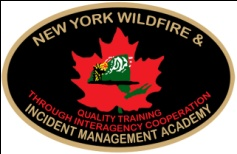 NEW YORK WILDFIRE &
QUALITY TRAINING
THROUGH INTERAGENCY COOPERATION
INCIDENT MANAGEMENT ACADEMY